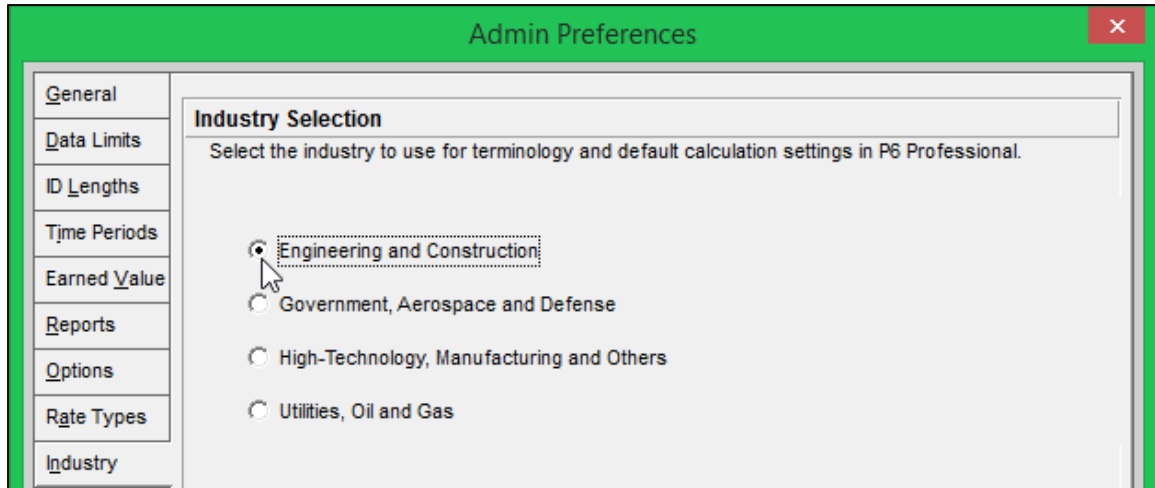 Admin Preferences
General
Data Limits
ID Lengths
Time Periods
Earned Value
Reports
Options
Rate Types
Industry
Industry Selection
Select the industry to use for terminology and default calculation settings in P6 Professional.
Engineering and Construction
Government, Aerospace and Defense
High-Technology, Manufacturing and Others
Utilities, Oil and Gas